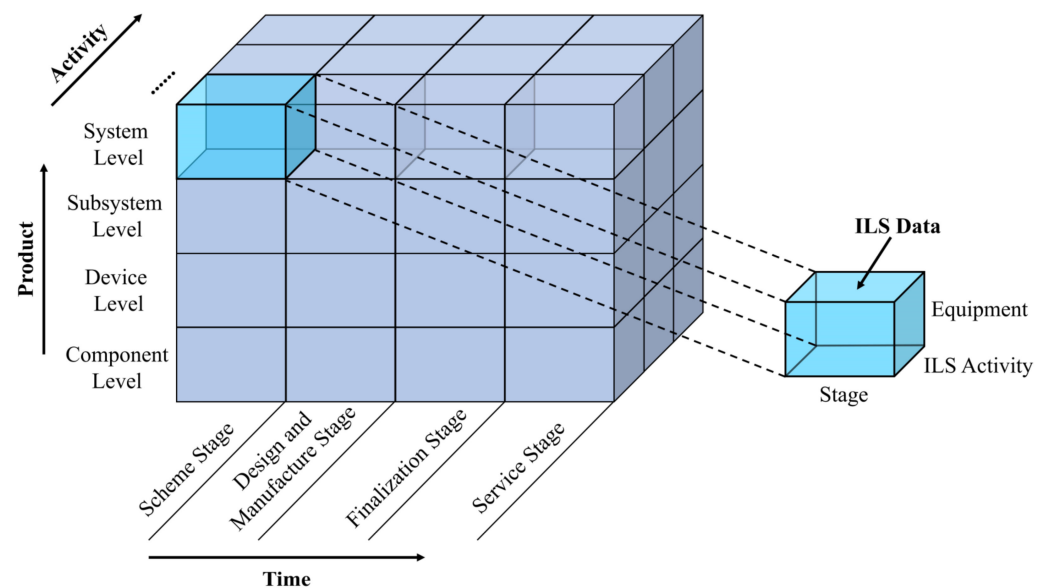 Activity
......
System
Level
Subsystem
Level
Device
Level
Component
Level
Product
Scheme Stage
Design and
Manufacture Stage
Finalization Stage
Service Stage
Time
ILS Data
Equipment
ILS Activity
Stage